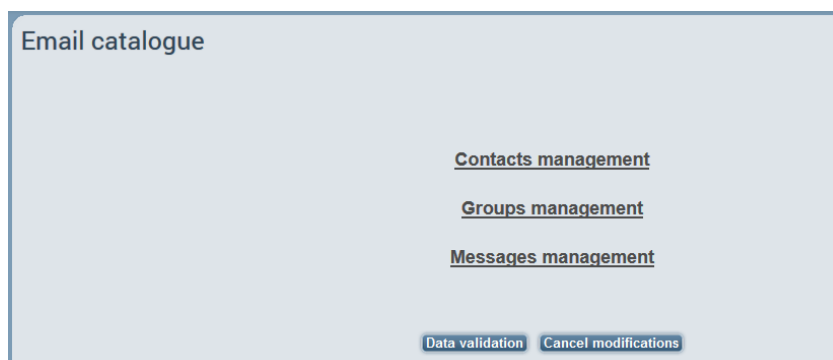 Email catalogue
Contacts management
Groups management
Messages management
Data validation Cancel modifications